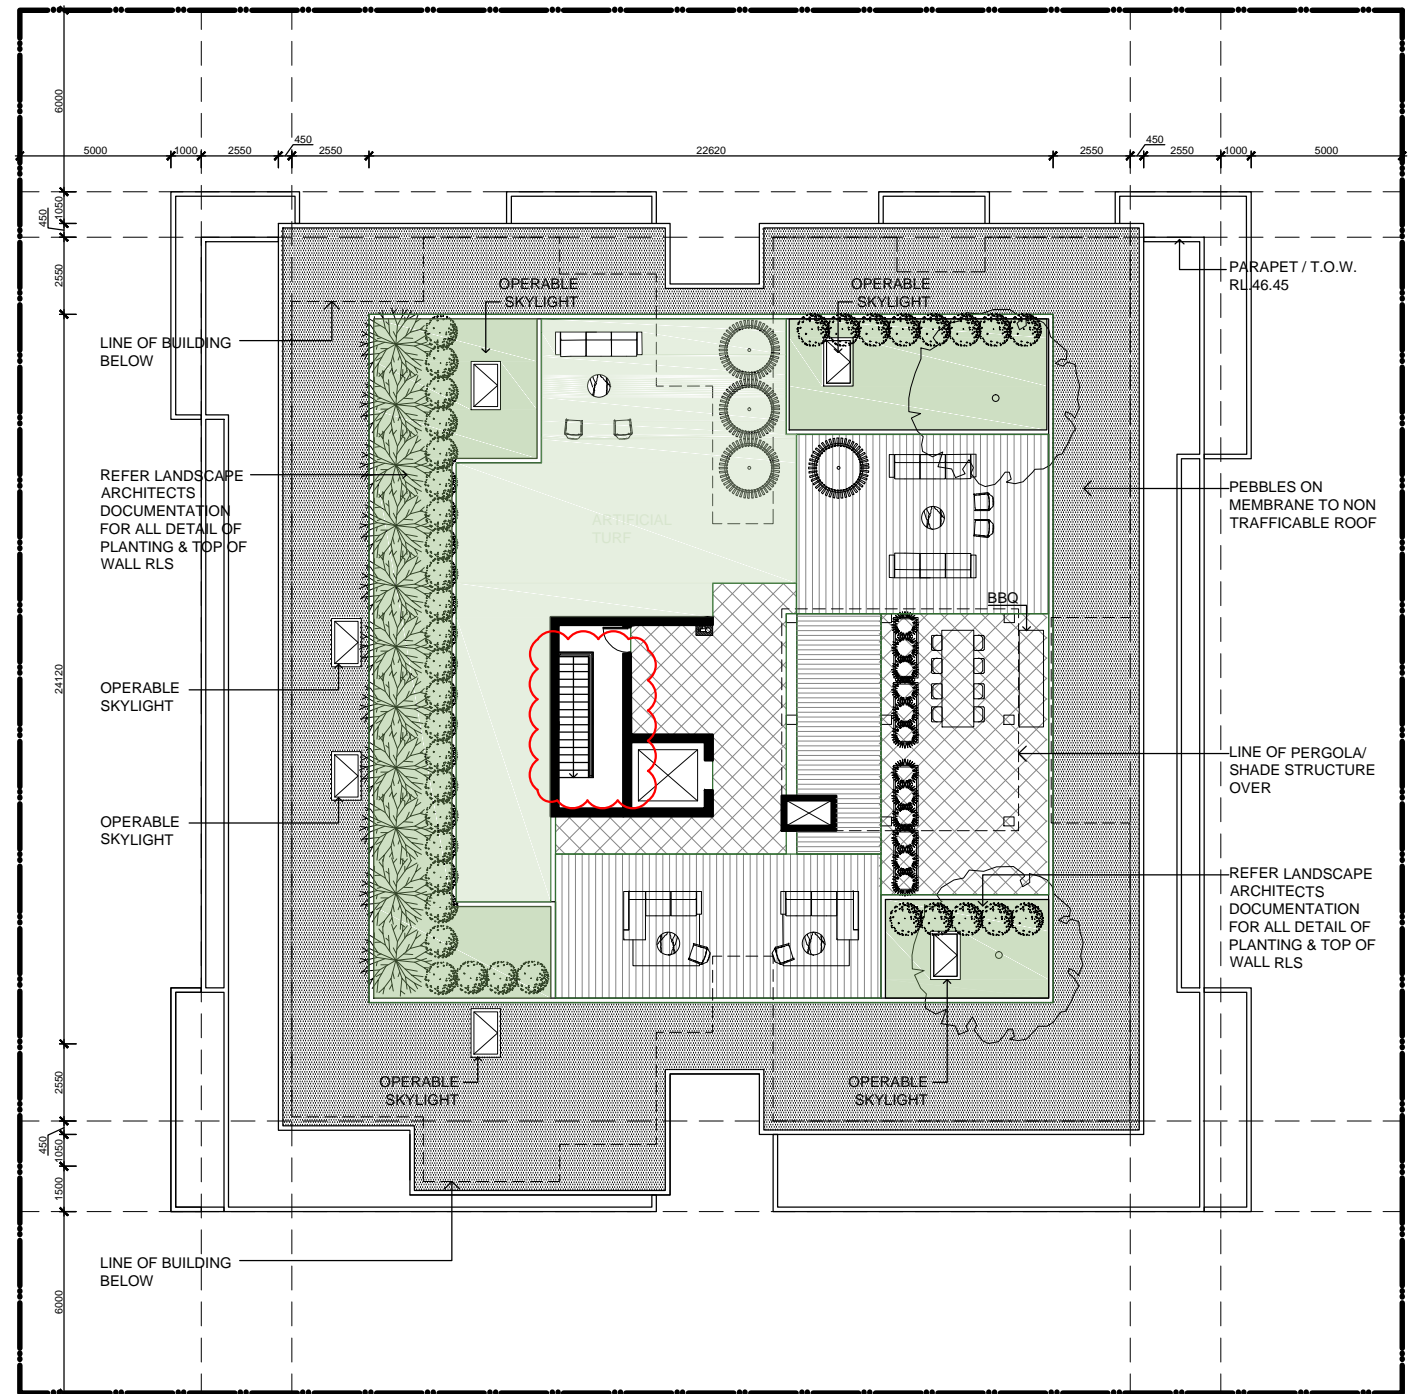 6000
5000
1000
2550
450
2550
22620
2550
450
2550
1000
5000
450
1050
2550
OPERABLE
SKYLIGHT
OPERABLE
SKYLIGHT
PARAPET / T.O.W.
RL.46.45
LINE OF BUILDING
BELOW
REFER LANDSCAPE
ARCHITECTS
DOCUMENTATION
FOR ALL DETAIL OF
PLANTING & TOP OF
WALL RLS
PEBBLES ON
MEMBRANE TO NON
TRAFFICABLE ROOF
ARTIFICIAL
TURF
BBQ
24120
OPERABLE
SKYLIGHT
LINE OF PERGOLA/
SHADE STRUCTURE
OVER
OPERABLE
SKYLIGHT
REFER LANDSCAPE
ARCHITECTS
DOCUMENTATION
FOR ALL DETAIL OF
PLANTING & TOP OF
WALL RLS
OPERABLE
SKYLIGHT
OPERABLE
SKYLIGHT
2550
450
1050
1500
LINE OF BUILDING
BELOW
6000